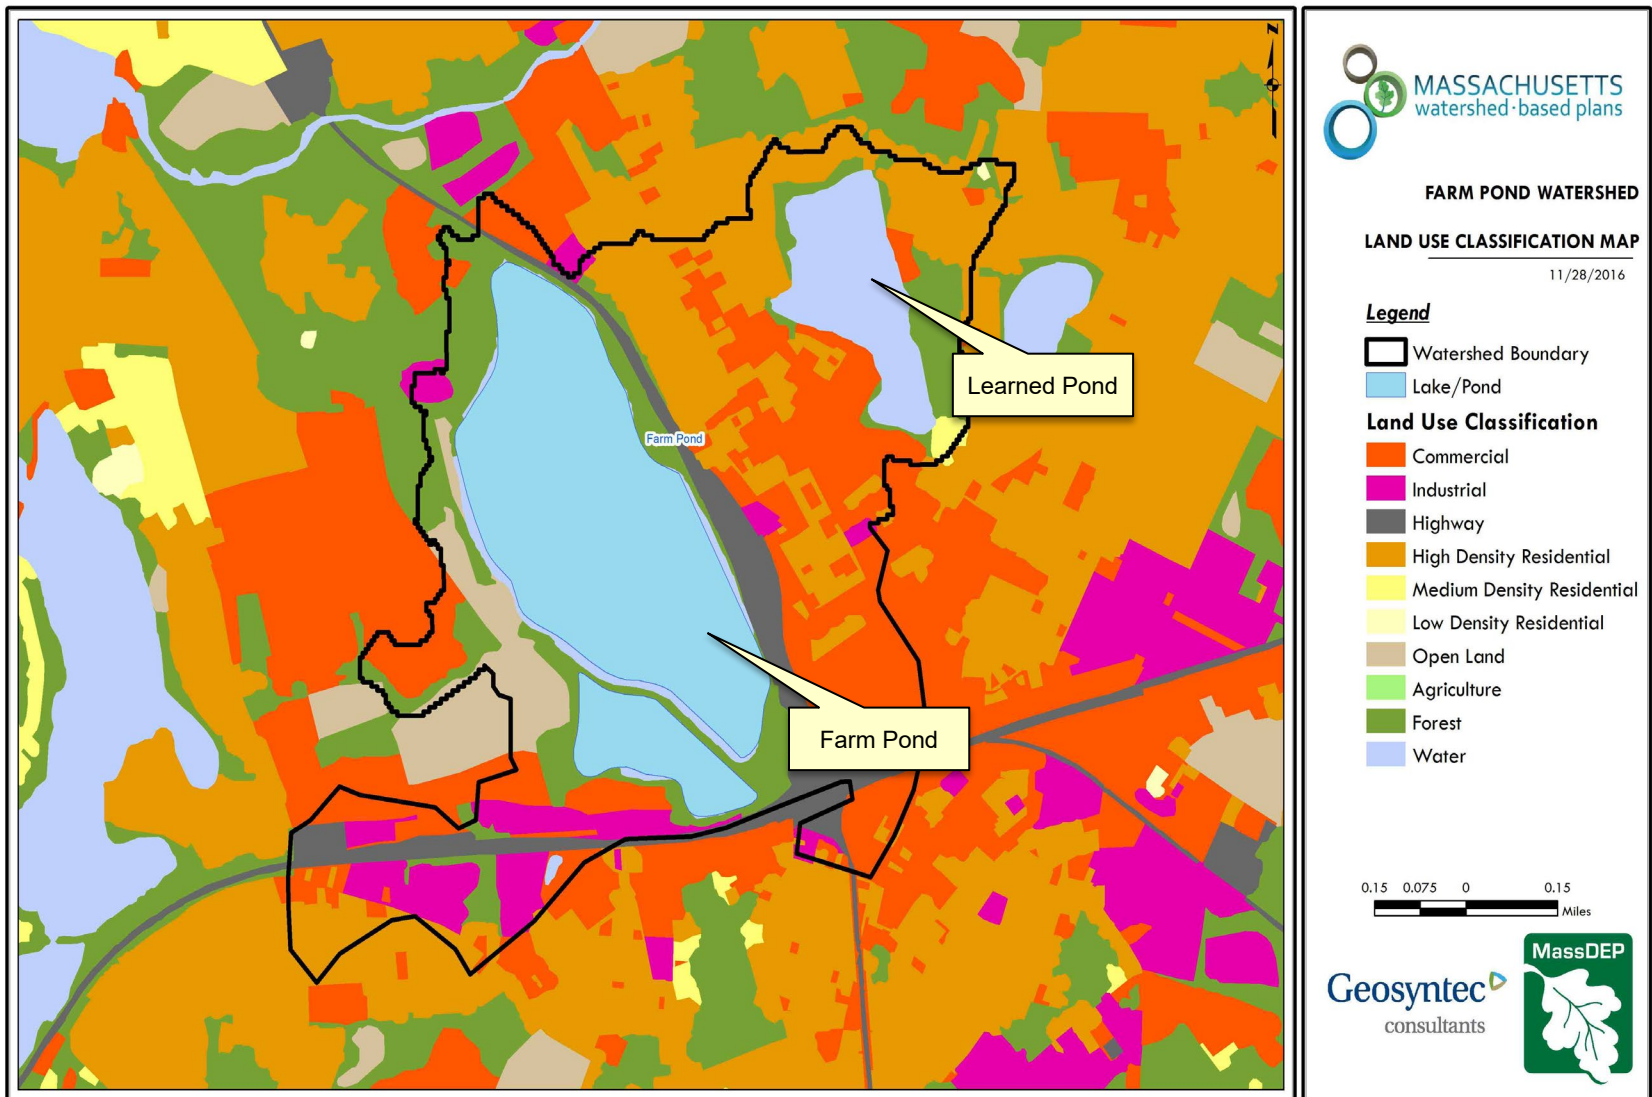 Z
Learned Pond
Farm Pond
Farm Pond
MASSACHUSETTS
watershed·based plans
FARM POND WATERSHED
LAND USE CLASSIFICATION MAP
11/28/2016
Legend
Watershed Boundary
Lake/Pond
Land Use Classification
Commercial
Industrial
Highway
High Density Residential
Medium Density Residential
Low Density Residential
Open Land
Agriculture
Forest
Water
0.15 0.075 0 0.15
Miles
Geosyntec
consultants
MassDEP